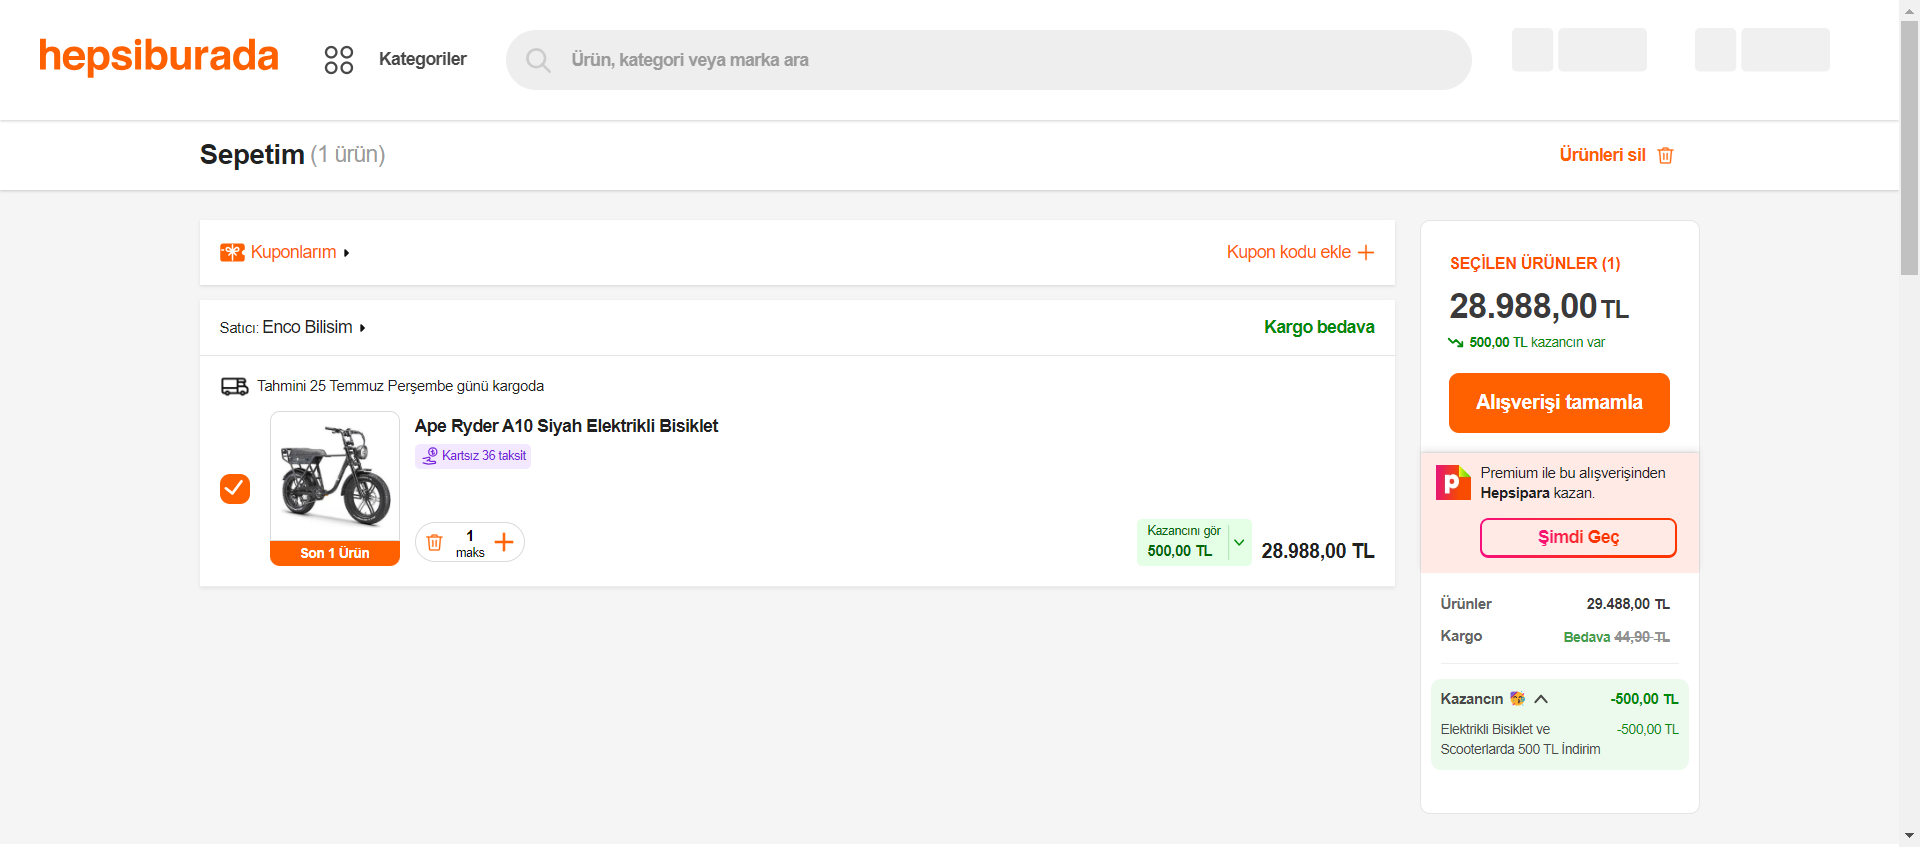 hepsiburada
Kategoriler
Ürün, kategori veya marka ara
Sepetim (1 ürün)
Ürünleri sil
Kuponlarım
Kupon kodu ekle
Satıcı: Enco Bilisim
Kargo bedava
Tahmini 25 Temmuz Perşembe günü kargoda
Ape Ryder A10 Siyah Elektrikli Bisiklet
Kartsız 36 taksit
Son 1 Ürün
1
maks
Kazancını gör
500,00 TL
28.988,00 TL
SEÇİLEN ÜRÜNLER (1)
28.988,00 TL
500,00 TL kazancın var
Alışverişi tamamla
p
Premium ile bu alışverişinden
Hepsipara kazan.
Şimdi Geç
Ürünler 29.488,00 TL
Kargo Bedava 44,90 TL
Kazancın -500,00 TL
Elektrikli Bisiklet ve -500,00 TL
Scooterlarda 500 TL İndirim